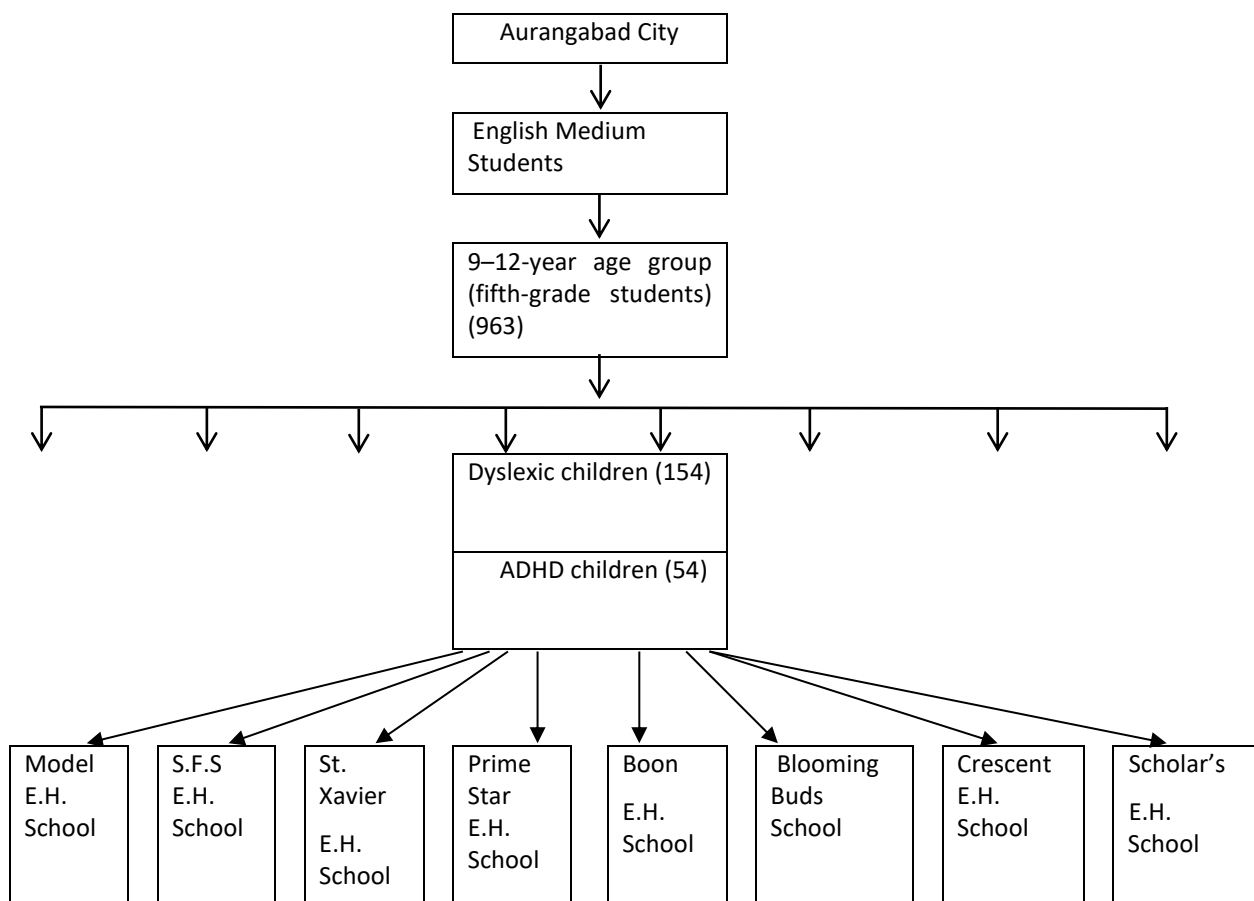 Aurangabad City
English Medium
Students
9–12-year age group
(fifth-grade students)
(963)
Dyslexic children (154)
ADHD children (54)
Model
E.H.
School
S.F.S
E.H.
School
St.
Xavier
E.H.
School
Prime
Star
E.H.
School
Boon
E.H.
School
Blooming
Buds
School
Crescent
E.H.
School
Scholar’s
E.H.
School